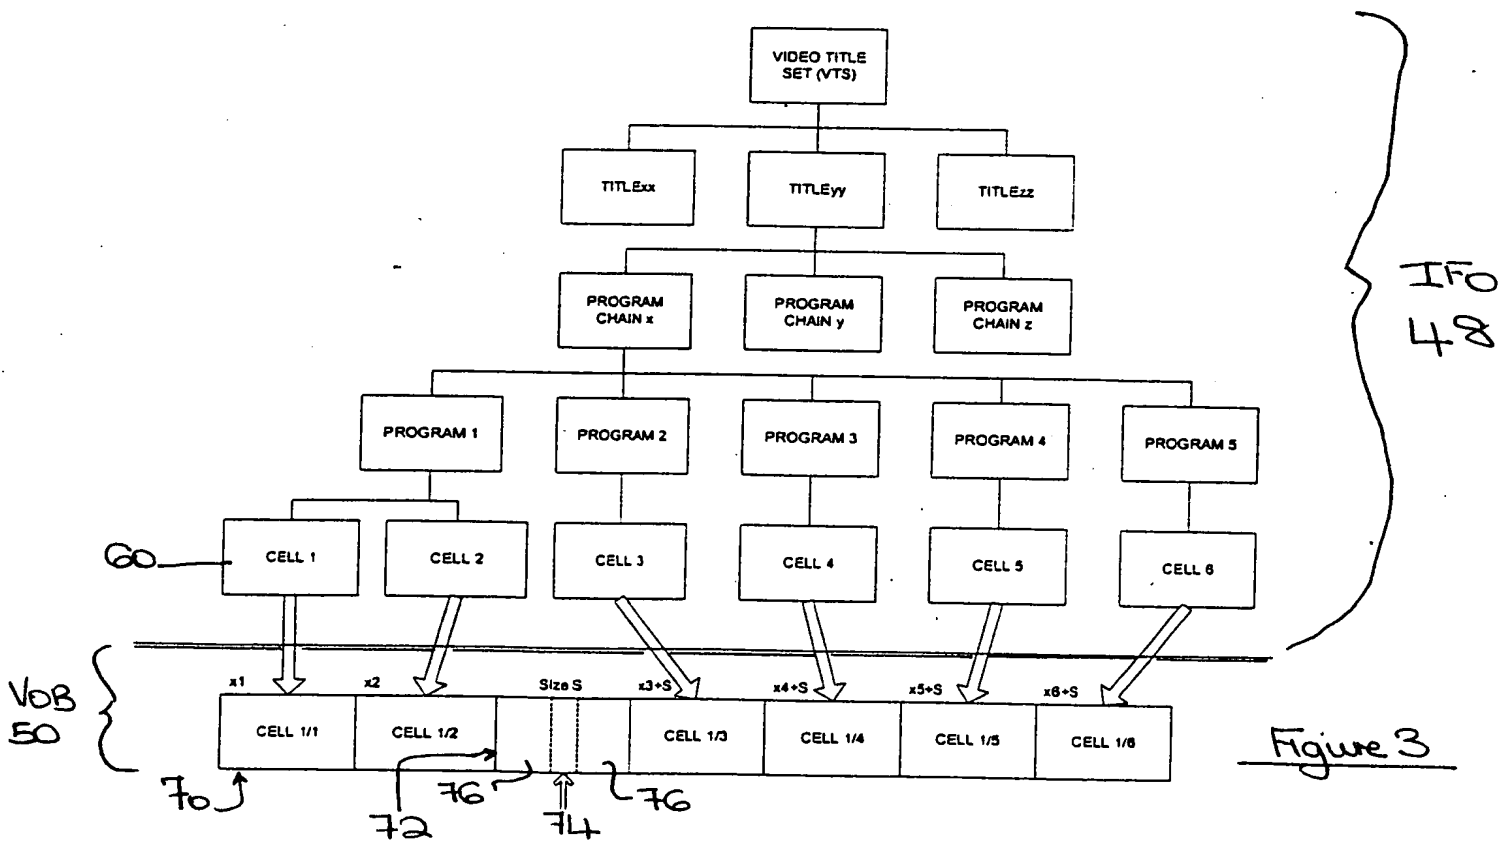 VIDEO TITLE
SET (VTS)
TITLExx
TITLEyy
TITLEzz
PROGRAM
CHAIN x
PROGRAM
CHAIN y
PROGRAM
CHAIN z
IFO
48
PROGRAM 1
PROGRAM 2
PROGRAM 3
PROGRAM 4
PROGRAM 5
60
CELL 1
CELL 2
CELL 3
CELL 4
CELL 5
CELL 6
VOB
50
x1
x2
Size S
x3+S
x4+S
x5+S
x6+S
CELL 1/1
CELL 1/2
CELL 1/3
CELL 1/4
CELL 1/5
CELL 1/6
70
72
76
74
76
Figure 3